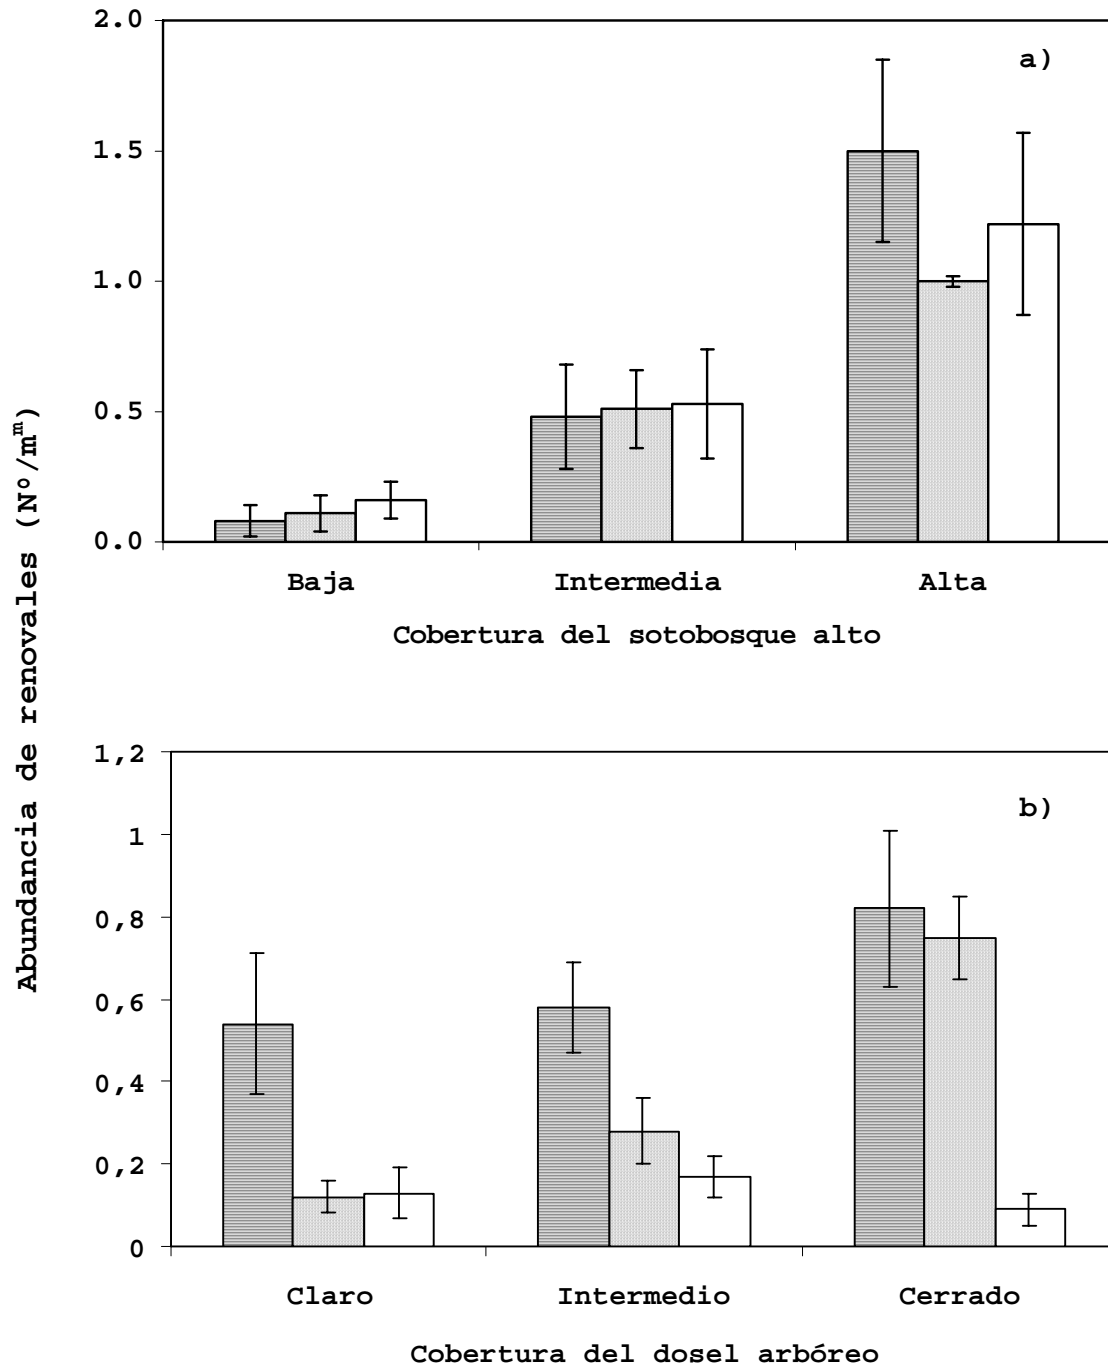 Abundancia de renovales (Nº/mᵐ)
2.0
a)
1.5
1.0
0.5
0.0
Baja Intermedia Alta
Cobertura del sotobosque alto
1,2
b)
1
0,8
0,6
0,4
0,2
0
Claro Intermedio Cerrado
Cobertura del dosel arbóreo